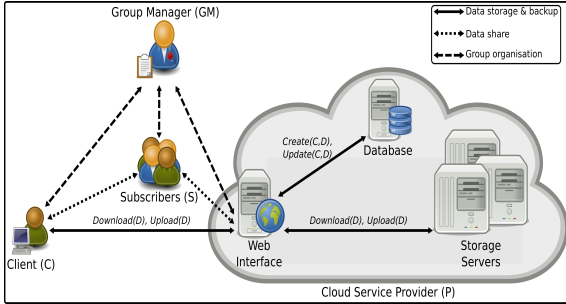 Group Manager (GM)
Data storage & backup
Data share
Group organisation
Create(C,D),
Update(C,D)
Database
Subscribers (S)
Download(D), Upload(D)
Download(D), Upload(D)
Client (C)
Web
Interface
Storage
Servers
Cloud Service Provider (P)